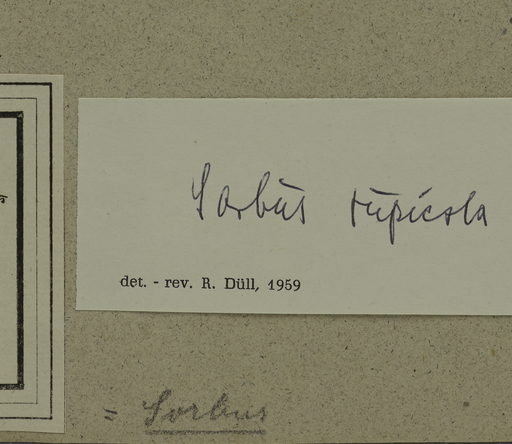 Sorbus rupicola
det. - rev. R. Düll, 1959
= Sorbus